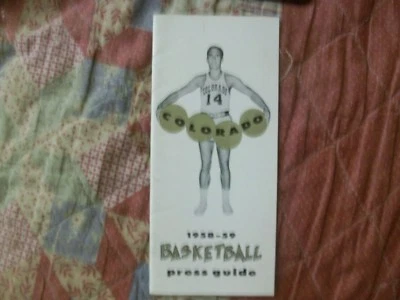 COLORADO
14
COLORADO
1958-59
BASKETBALL
press guide